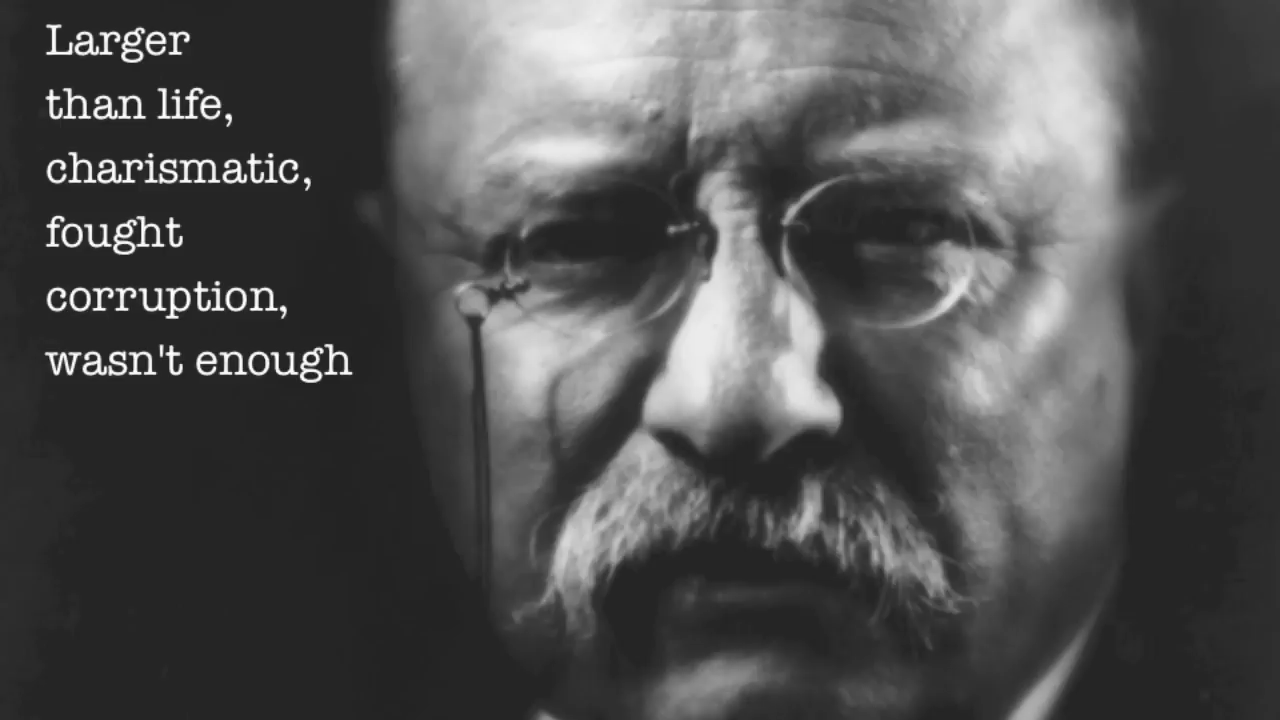 Larger
than life,
charismatic,
fought
corruption,
wasn't enough